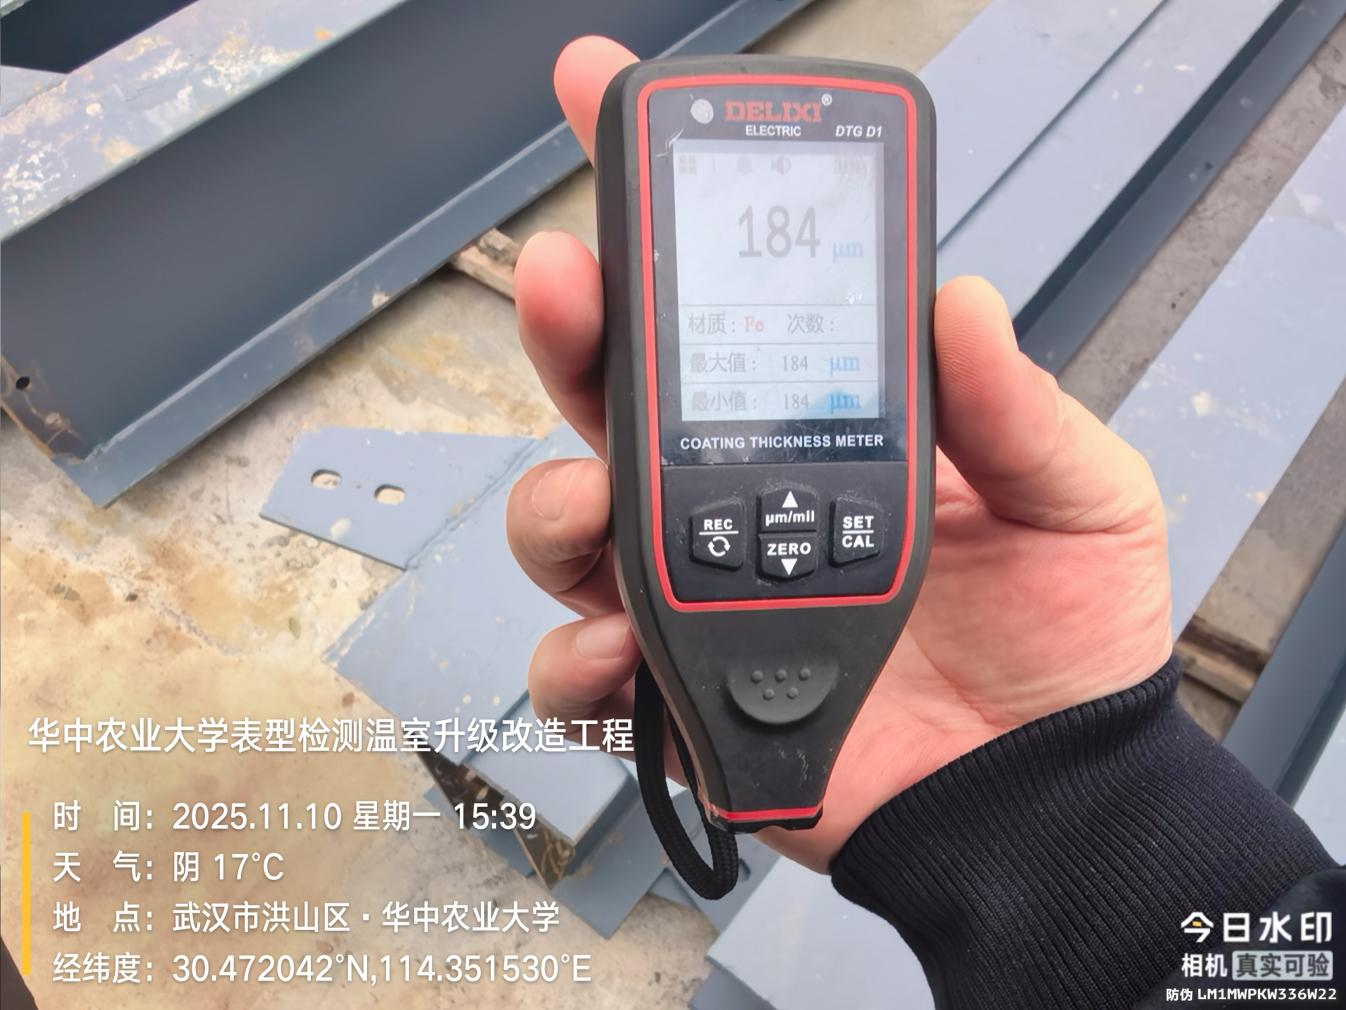 DELIXI®
ELECTRIC DTG D1
184 μm
材质：Fe 次数：
最大值： 184 μm
最小值： 184 μm
COATING THICKNESS METER
REC
μm/mil
ZERO
SET
CAL
华中农业大学表型检测温室升级改造工程
时 间：2025.11.10 星期一 15:39
天 气：阴 17℃
地 点：武汉市洪山区·华中农业大学
经纬度：30.472042°N,114.351530°E
今日水印
相机 真实可验
防伪 LM1MWPKW336W22